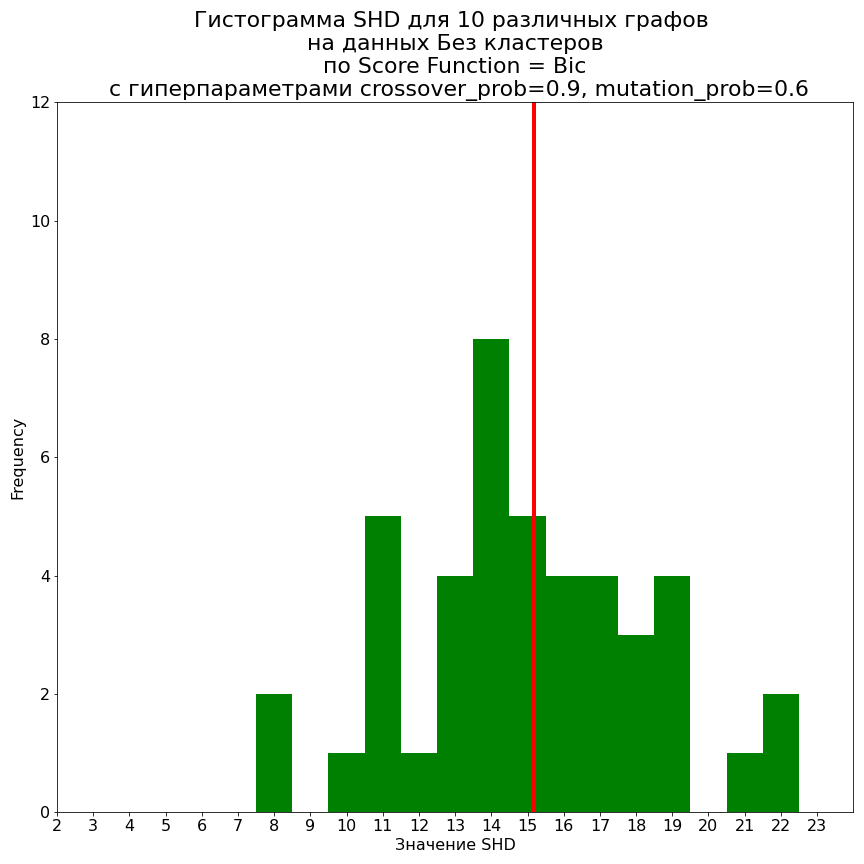 Гистограмма SHD для 10 различных графов
на данных Без кластеров
по Score Function = Bic
с гиперпараметрами crossover_prob=0.9, mutation_prob=0.6
12
10
8
6
4
2
0
Frequency
2 3 4 5 6 7 8 9 10 11 12 13 14 15 16 17 18 19 20 21 22 23
Значение SHD